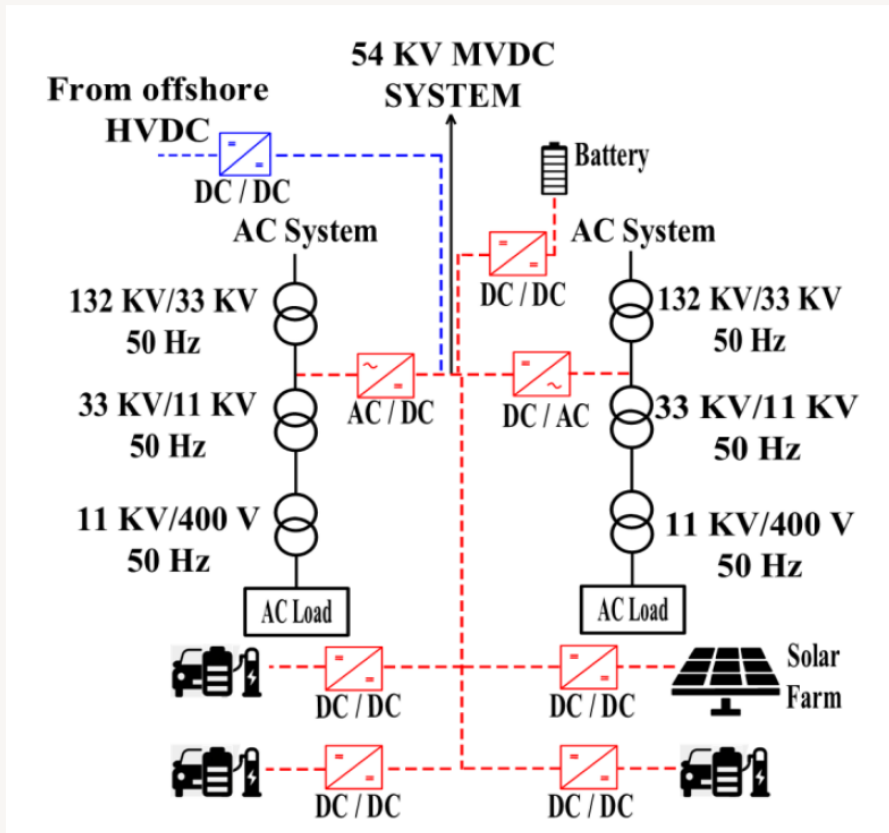 54 KV MVDC
SYSTEM
From offshore
HVDC
DC / DC
Battery
AC System
AC System
DC / DC
132 KV/33 KV
50 Hz
132 KV/33 KV
50 Hz
AC / DC
DC / AC
33 KV/11 KV
50 Hz
33 KV/11 KV
50 Hz
11 KV/400 V
50 Hz
11 KV/400 V
50 Hz
AC Load
AC Load
DC / DC
DC / DC
Solar
Farm
DC / DC
DC / DC